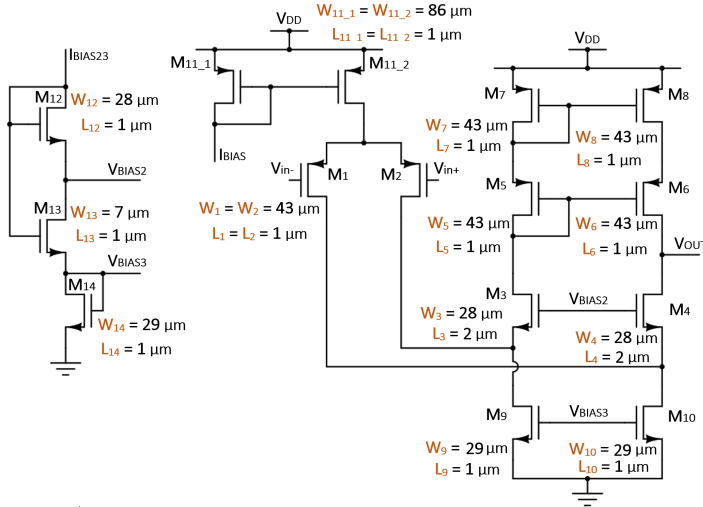 W11_1 = W11_2 = 86 µm
L11_1 = L11_2 = 1 µm
VDD
VDD
IBIAS23
M11_1
M11_2
M12
W12 = 28 µm
L12 = 1 µm
M7
M8
W7 = 43 µm
L7 = 1 µm
W8 = 43 µm
L8 = 1 µm
IBIAS
VBIAS2
Vin-
M1
M2
Vin+
M5
M6
M13
W13 = 7 µm
L13 = 1 µm
W1 = W2 = 43 µm
L1 = L2 = 1 µm
W5 = 43 µm
L5 = 1 µm
W6 = 43 µm
L6 = 1 µm
VOUT
VBIAS3
M14
W14 = 29 µm
L14 = 1 µm
M3
VBIAS2
M4
W3 = 28 µm
L3 = 2 µm
W4 = 28 µm
L4 = 2 µm
M9
VBIAS3
M10
W9 = 29 µm
L9 = 1 µm
W10 = 29 µm
L10 = 1 µm